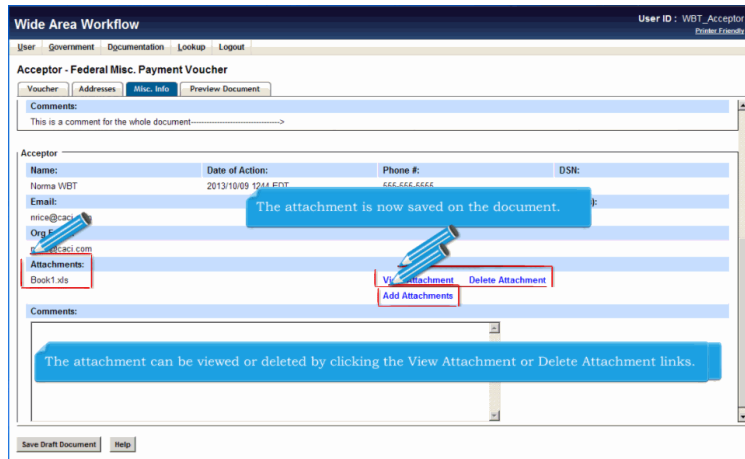 Wide Area Workflow
User ID : WBT_Acceptor
Printer Friendly
User Government Documentation Lookup Logout
Acceptor - Federal Misc. Payment Voucher
Voucher Addresses Misc. Info Preview Document
Comments:
This is a comment for the whole document---------------------------------->
Acceptor
Name: Date of Action: Phone #: DSN:
Norma WBT 2013/10/09 1244 EDT 555-555-5555
Email:
The attachment is now saved on the document.
Org
caci.com
Attachments:
Book1.xls View Attachment Delete Attachment
Add Attachments
Comments:
The attachment can be viewed or deleted by clicking the View Attachment or Delete Attachment links.
Save Draft Document Help